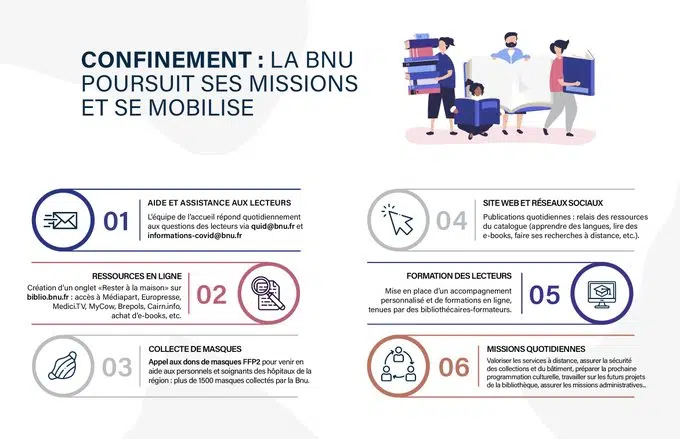 CONFINEMENT : LA BNU
POURSUIT SES MISSIONS
ET SE MOBILISE
01
AIDE ET ASSISTANCE AUX LECTEURS
L'équipe de l'accueil répond quotidiennement
aux questions des lecteurs via quid@bnu.fr et
informations-covid@bnu.fr
RESSOURCES EN LIGNE
Création d'un onglet «Rester à la maison» sur
biblio.bnu.fr : accès à Médiapart, Europresse,
Medici.TV, MyCow, Brepols, Cairn.info,
achat d'e-books, etc.
02
03
COLLECTE DE MASQUES
Appel aux dons de masques FFP2 pour venir en
aide aux personnels et soignants des hôpitaux de la
région : plus de 1500 masques collectés par la Bnu.
04
SITE WEB ET RÉSEAUX SOCIAUX
Publications quotidiennes : relais des ressources
du catalogue (apprendre des langues, lire des
e-books, faire ses recherches à distance, etc.).
FORMATION DES LECTEURS
Mise en place d'un accompagnement
personnalisé et de formations en ligne,
tenues par des bibliothécaires-formateurs.
05
06
MISSIONS QUOTIDIENNES
Valoriser les services à distance, assurer la sécurité
des collections et du bâtiment, préparer la prochaine
programmation culturelle, travailler sur les futurs projets
de la bibliothèque, assurer les missions administratives...